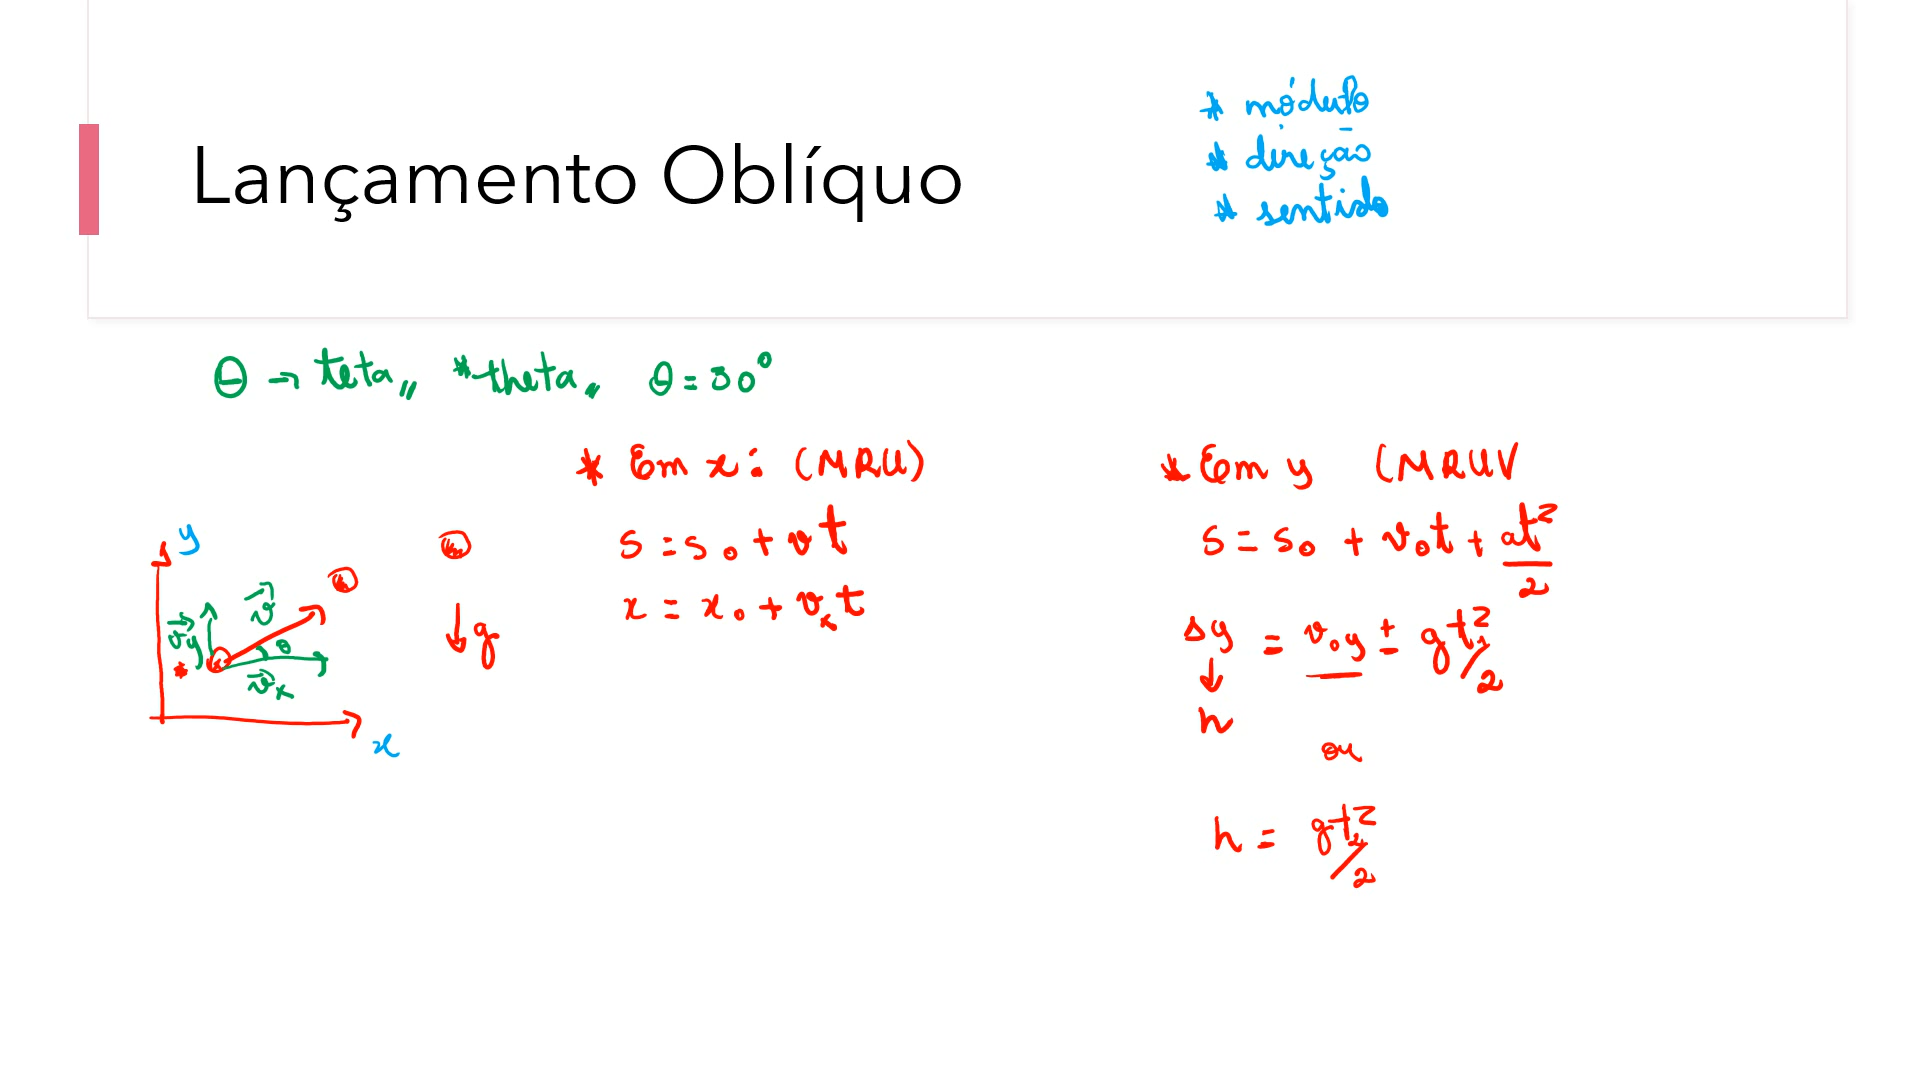 * módulo
* direção
* sentido
Lançamento Oblíquo
θ → teta,, *theta,, θ = 30°
* Em x: (MRU)
s = s₀ + vt
x = x₀ + vₓt
* Em y (MRUV
s = s₀ + v₀t + at²/2
Δy = v₀y ± gt²/2
↓
h
ou
h = gt²/2
y
v⃗
v⃗y
*
θ
v⃗x
x
↓g